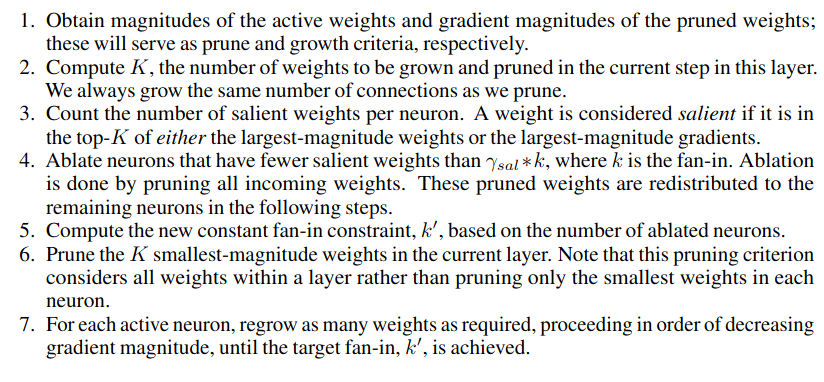 1. Obtain magnitudes of the active weights and gradient magnitudes of the pruned weights;
these will serve as prune and growth criteria, respectively.
2. Compute K, the number of weights to be grown and pruned in the current step in this layer.
We always grow the same number of connections as we prune.
3. Count the number of salient weights per neuron. A weight is considered salient if it is in
the top-K of either the largest-magnitude weights or the largest-magnitude gradients.
4. Ablate neurons that have fewer salient weights than γsal * k, where k is the fan-in. Ablation
is done by pruning all incoming weights. These pruned weights are redistributed to the
remaining neurons in the following steps.
5. Compute the new constant fan-in constraint, k′, based on the number of ablated neurons.
6. Prune the K smallest-magnitude weights in the current layer. Note that this pruning criterion
considers all weights within a layer rather than pruning only the smallest weights in each
neuron.
7. For each active neuron, regrow as many weights as required, proceeding in order of decreasing
gradient magnitude, until the target fan-in, k′, is achieved.